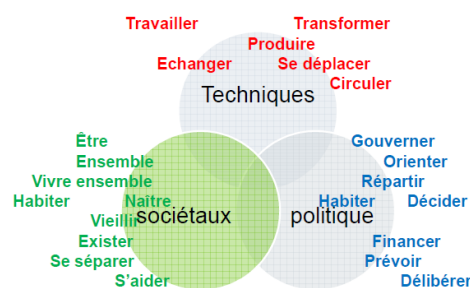 Travailler
Transformer
Produire
Echanger
Se déplacer
Circuler
Techniques
Être
Ensemble
Vivre ensemble
Habiter
Naître
Vieillir
sociétaux
Exister
Se séparer
S'aider
Gouverner
Orienter
Répartir
Habiter
Décider
politique
Financer
Prévoir
Délibérer